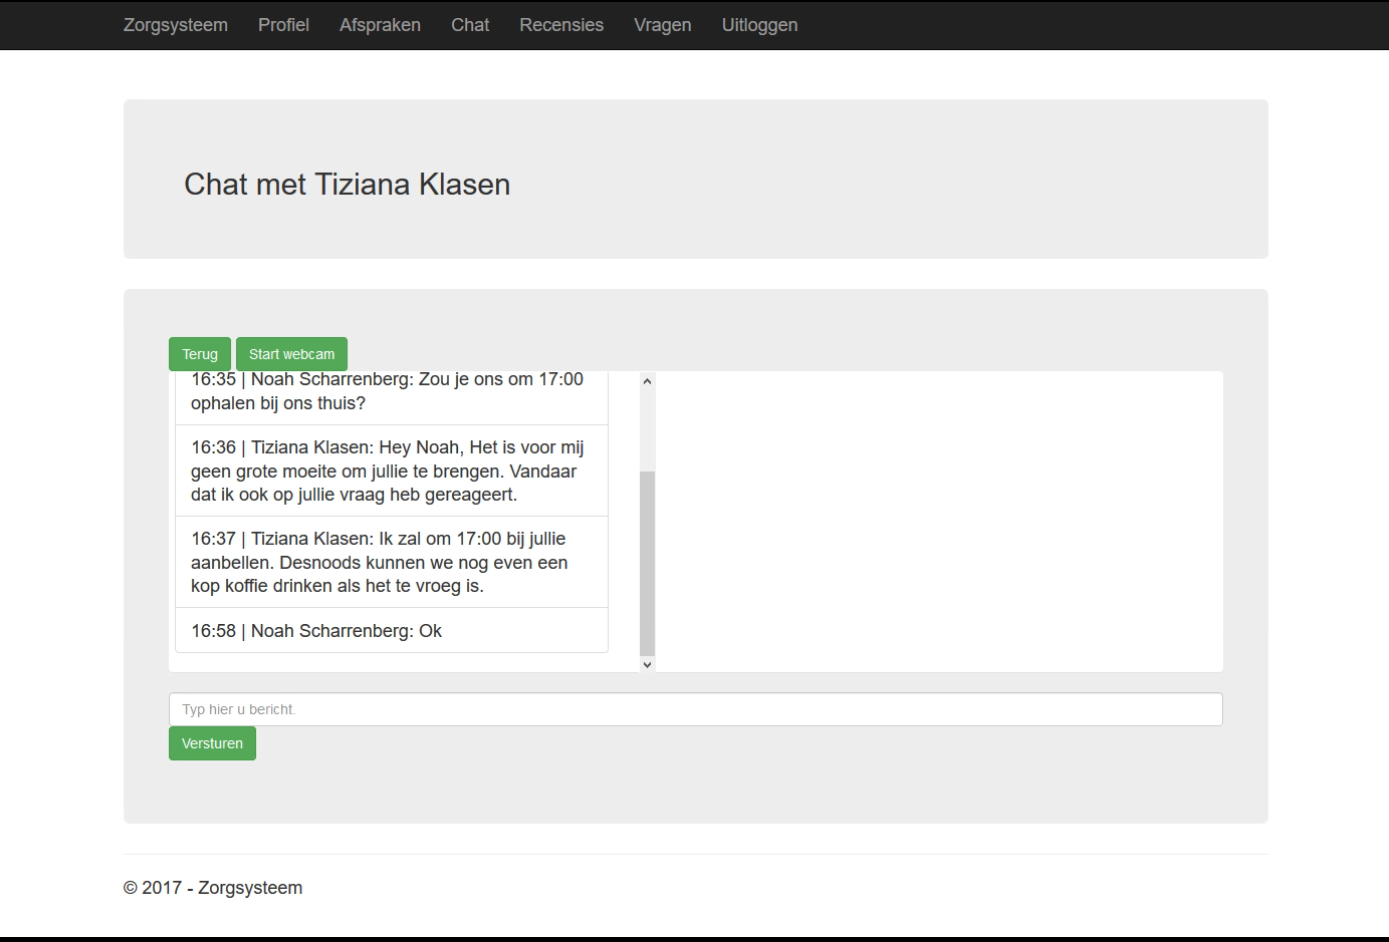 Zorgsysteem Profiel Afspraken Chat Recensies Vragen Uitloggen
Chat met Tiziana Klasen
Terug Start webcam
16:35 | Noah Scharrenberg: Zou je ons om 17:00
ophalen bij ons thuis?
16:36 | Tiziana Klasen: Hey Noah, Het is voor mij
geen grote moeite om jullie te brengen. Vandaar
dat ik ook op jullie vraag heb gereageert.
16:37 | Tiziana Klasen: Ik zal om 17:00 bij jullie
aanbellen. Desnoods kunnen we nog even een
kop koffie drinken als het te vroeg is.
16:58 | Noah Scharrenberg: Ok
Typ hier u bericht.
Versturen
© 2017 - Zorgsysteem